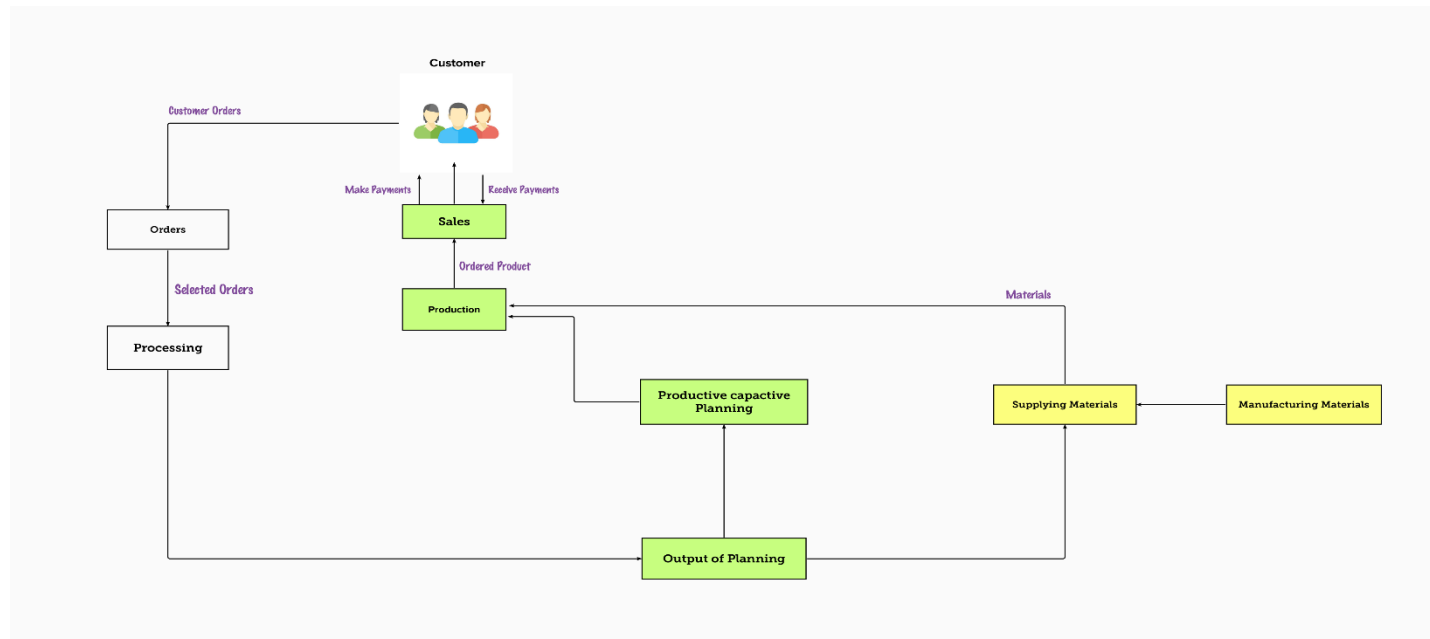 Customer
Customer Orders
Make Payments
Receive Payments
Sales
Orders
Ordered Product
Selected Orders
Materials
Production
Processing
Productive capactive
Planning
Supplying Materials
Manufacturing Materials
Output of Planning